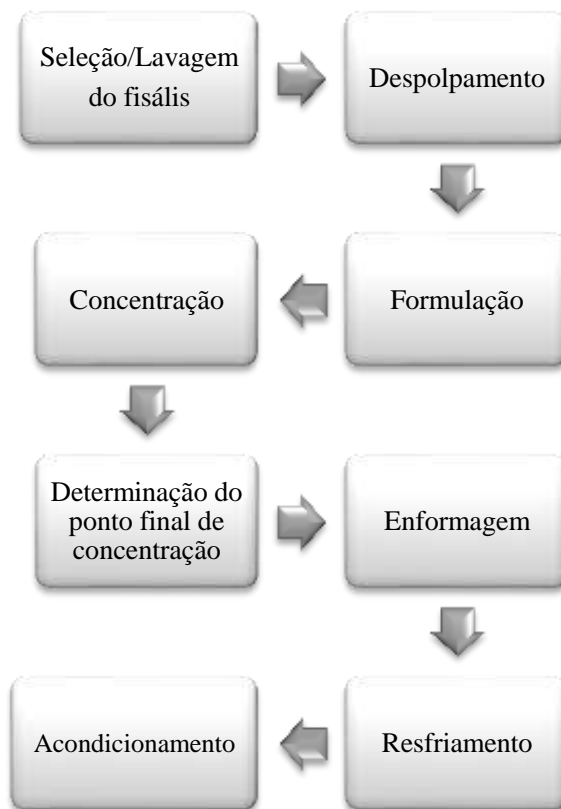 Seleção/Lavagem
do fisális
Despolpamento
Formulação
Concentração
Determinação do
ponto final de
concentração
Enformagem
Resfriamento
Acondicionamento